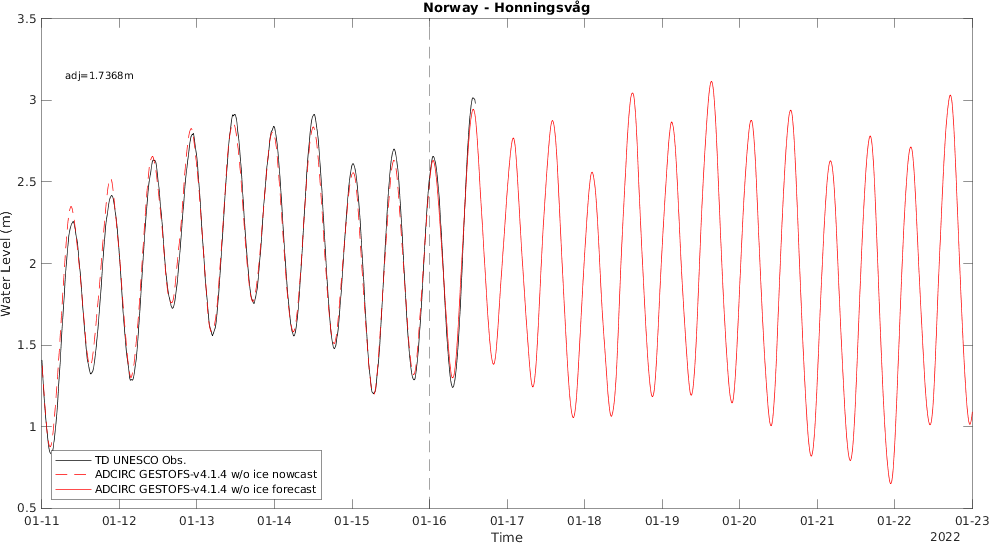 Norway - Honningsvåg
3.5
adj=1.7368m
3
2.5
2
1.5
1
0.5
Water Level (m)
TD UNESCO Obs.
ADCIRC GESTOFS-v4.1.4 w/o ice nowcast
ADCIRC GESTOFS-v4.1.4 w/o ice forecast
01-11 01-12 01-13 01-14 01-15 01-16 01-17 01-18 01-19 01-20 01-21 01-22 01-23
Time
2022